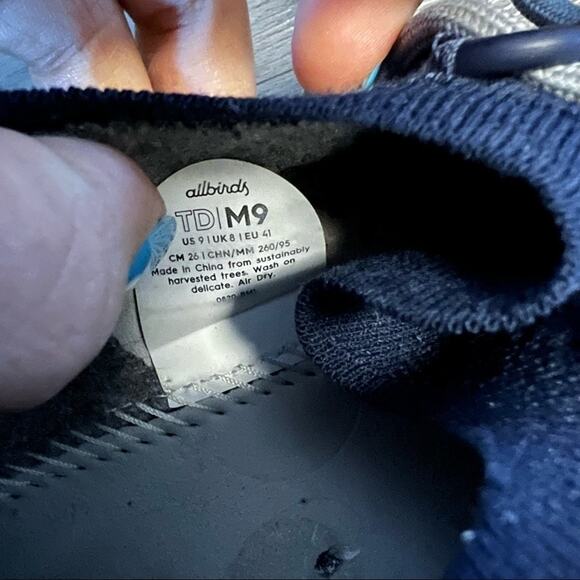 allbirds
TD|M9
US 9 | UK 8 | EU 41
CM 26 | CHN/MM 260/95
Made in China from sustainably
harvested trees. Wash on
delicate. Air Dry.